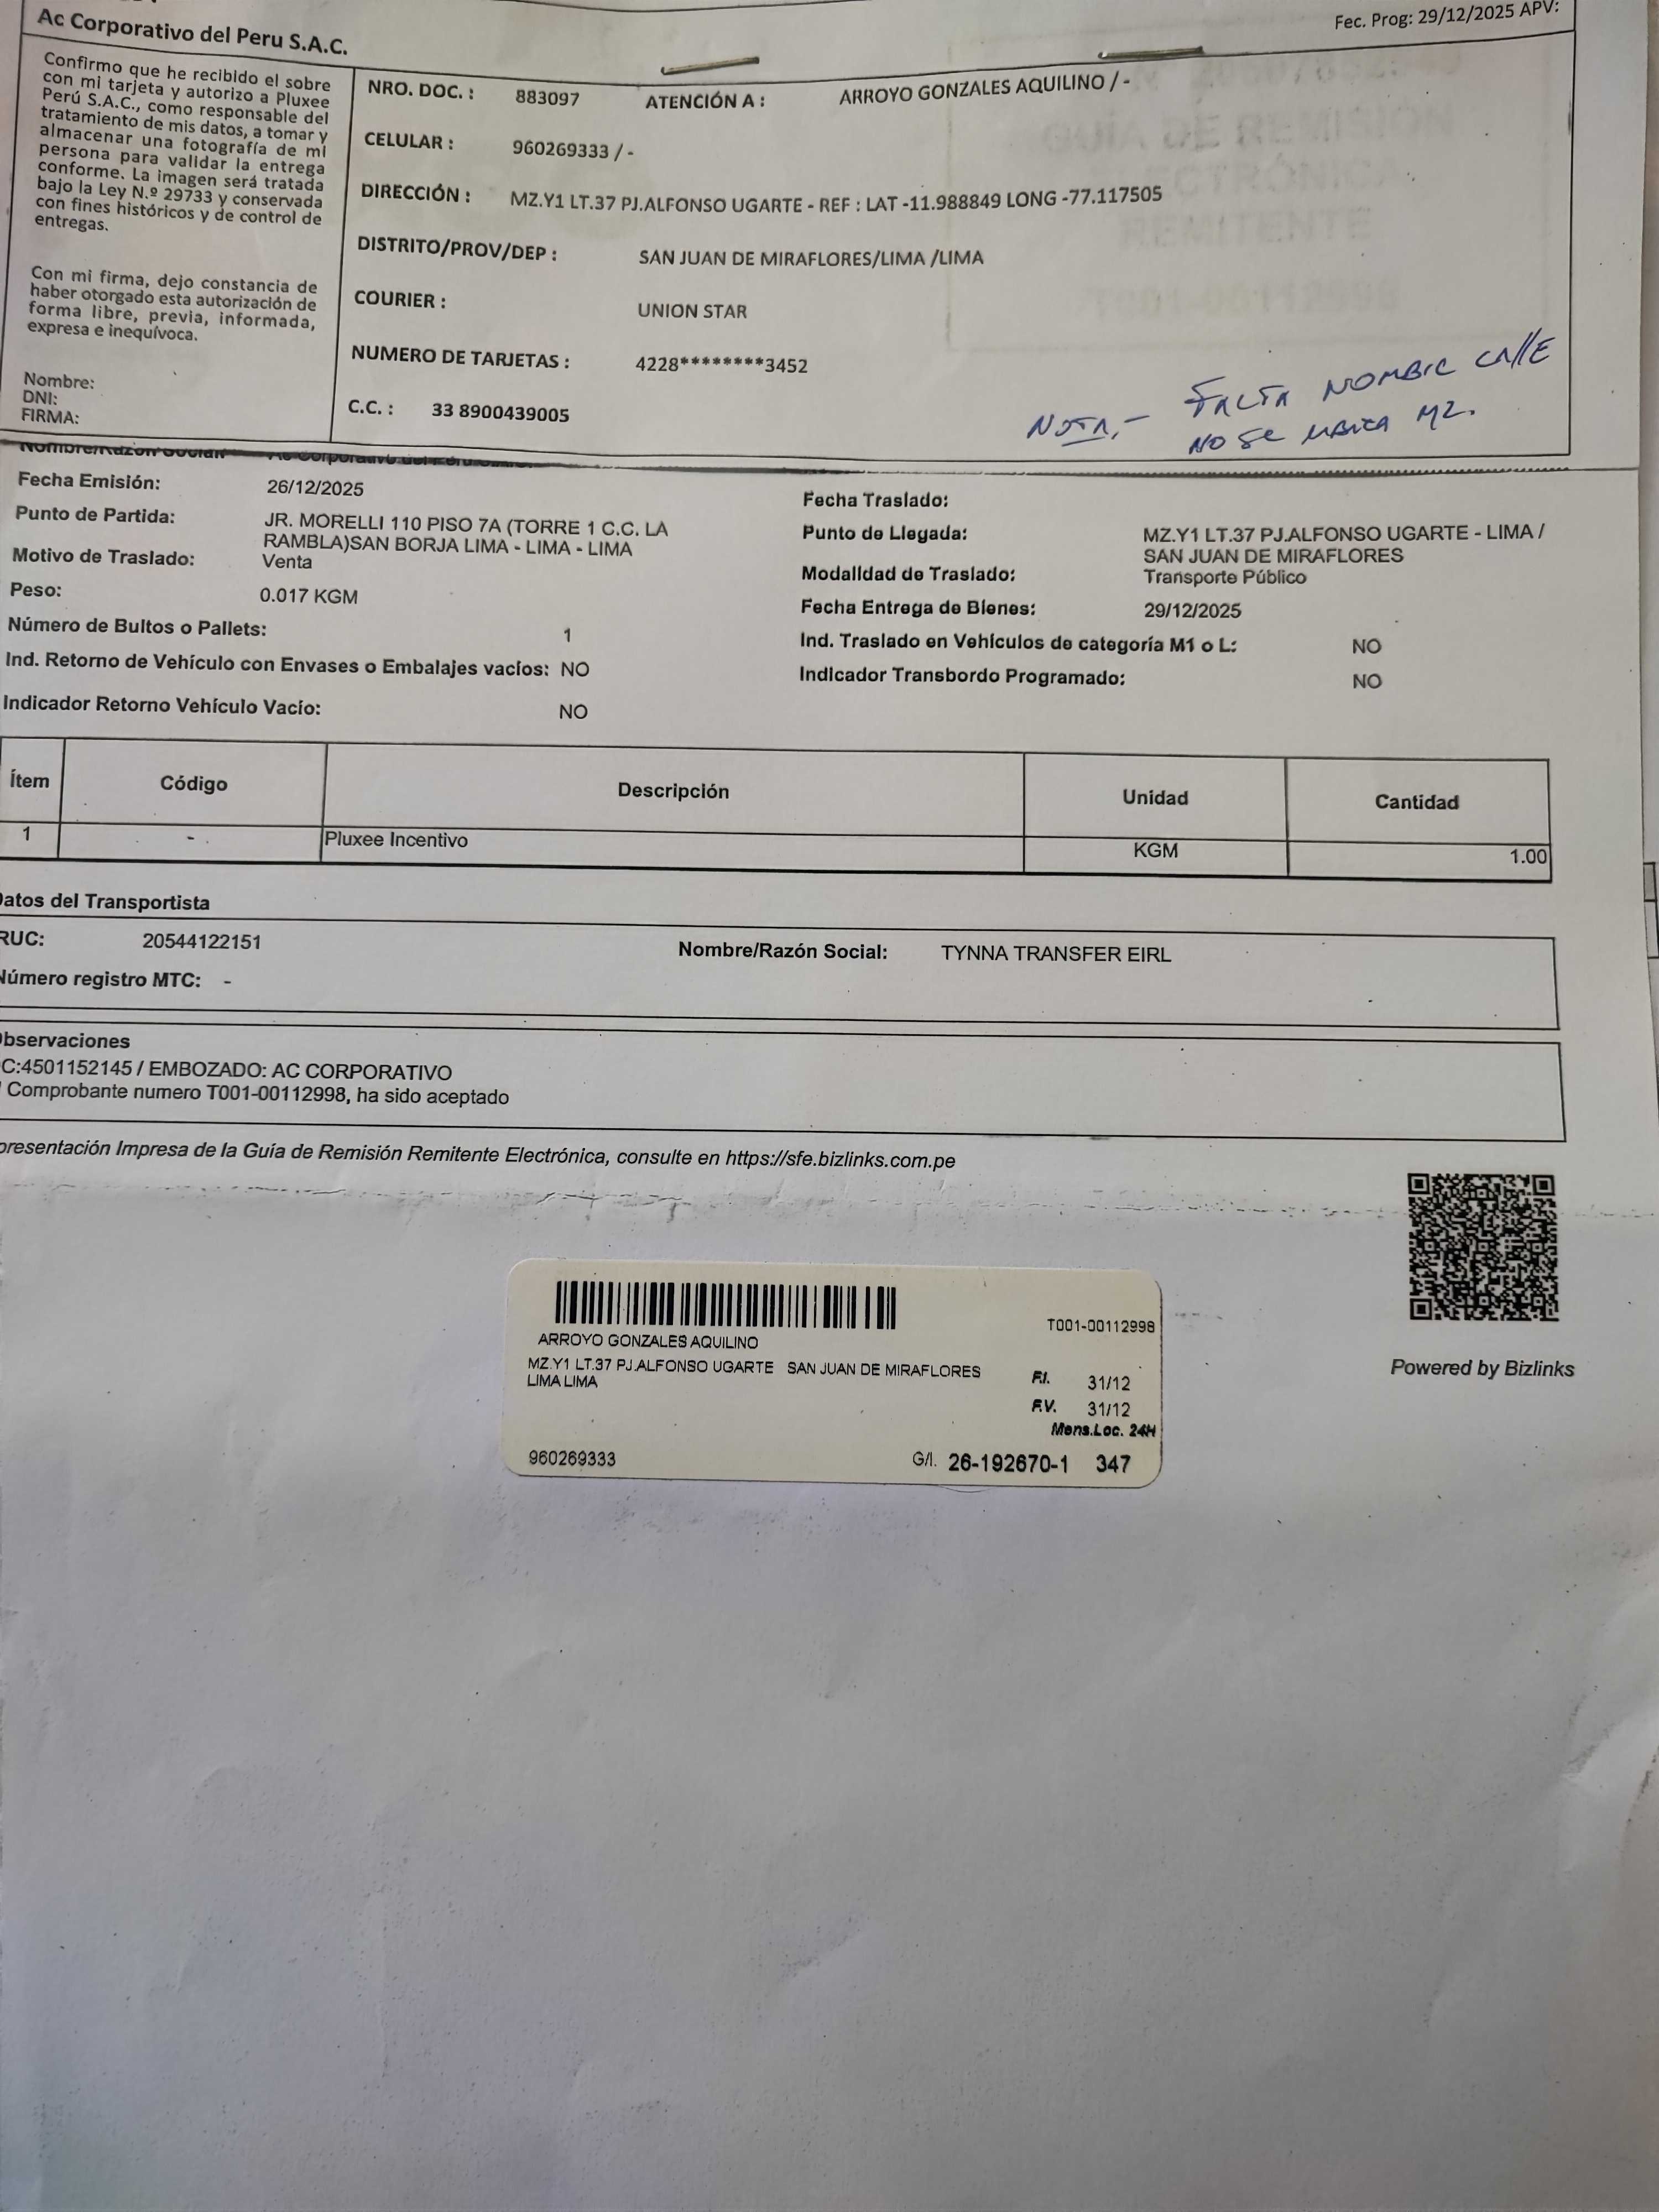 Ac Corporativo del Peru S.A.C.
Fec. Prog: 29/12/2025 APV:
Confirmo que he recibido el sobre
con mi tarjeta y autorizo a Pluxee
Perú S.A.C., como responsable del
tratamiento de mis datos, a tomar y
almacenar una fotografía de mi
persona para validar la entrega
conforme. La imagen será tratada
bajo la Ley N.º 29733 y conservada
con fines históricos y de control de
entregas.
Con mi firma, dejo constancia de
haber otorgado esta autorización de
forma libre, previa, informada,
expresa e inequívoca.
Nombre:
DNI:
FIRMA:
NRO. DOC. : 883097 ATENCIÓN A : ARROYO GONZALES AQUILINO / -
CELULAR : 960269333 / -
DIRECCIÓN : MZ.Y1 LT.37 PJ.ALFONSO UGARTE - REF : LAT -11.988849 LONG -77.117505
DISTRITO/PROV/DEP : SAN JUAN DE MIRAFLORES/LIMA /LIMA
COURIER : UNION STAR
NUMERO DE TARJETAS : 4228********3452
C.C. : 33 8900439005
NOTA.- FALTA NOMBRE CALLE
NO SE UBICA MZ.
GUÍA DE REMISIÓN
REMITENTE
T001-00112998
Nombre/Razón Social: Ac Corporativo del Peru S.A.C.
Fecha Emisión: 26/12/2025
Fecha Traslado:
Punto de Partida: JR. MORELLI 110 PISO 7A (TORRE 1 C.C. LA
RAMBLA)SAN BORJA LIMA - LIMA - LIMA
Punto de Llegada: MZ.Y1 LT.37 PJ.ALFONSO UGARTE - LIMA /
SAN JUAN DE MIRAFLORES
Motivo de Traslado: Venta
Modalidad de Traslado: Transporte Público
Peso: 0.017 KGM
Fecha Entrega de Bienes: 29/12/2025
Número de Bultos o Pallets: 1
Ind. Traslado en Vehículos de categoría M1 o L: NO
Ind. Retorno de Vehículo con Envases o Embalajes vacíos: NO
Indicador Transbordo Programado: NO
Indicador Retorno Vehículo Vacío: NO
Ítem Código Descripción Unidad Cantidad
1 - Pluxee Incentivo KGM 1.00
Datos del Transportista
RUC: 20544122151 Nombre/Razón Social: TYNNA TRANSFER EIRL
Número registro MTC: -
Observaciones
C:4501152145 / EMBOZADO: AC CORPORATIVO
Comprobante numero T001-00112998, ha sido aceptado
presentación Impresa de la Guía de Remisión Remitente Electrónica, consulte en https://sfe.bizlinks.com.pe
Powered by Bizlinks
T001-00112998
ARROYO GONZALES AQUILINO
MZ.Y1 LT.37 PJ.ALFONSO UGARTE SAN JUAN DE MIRAFLORES
LIMA LIMA
F.I. 31/12
F.V. 31/12
Mens.Loc. 24H
960269333
G/I. 26-192670-1 347